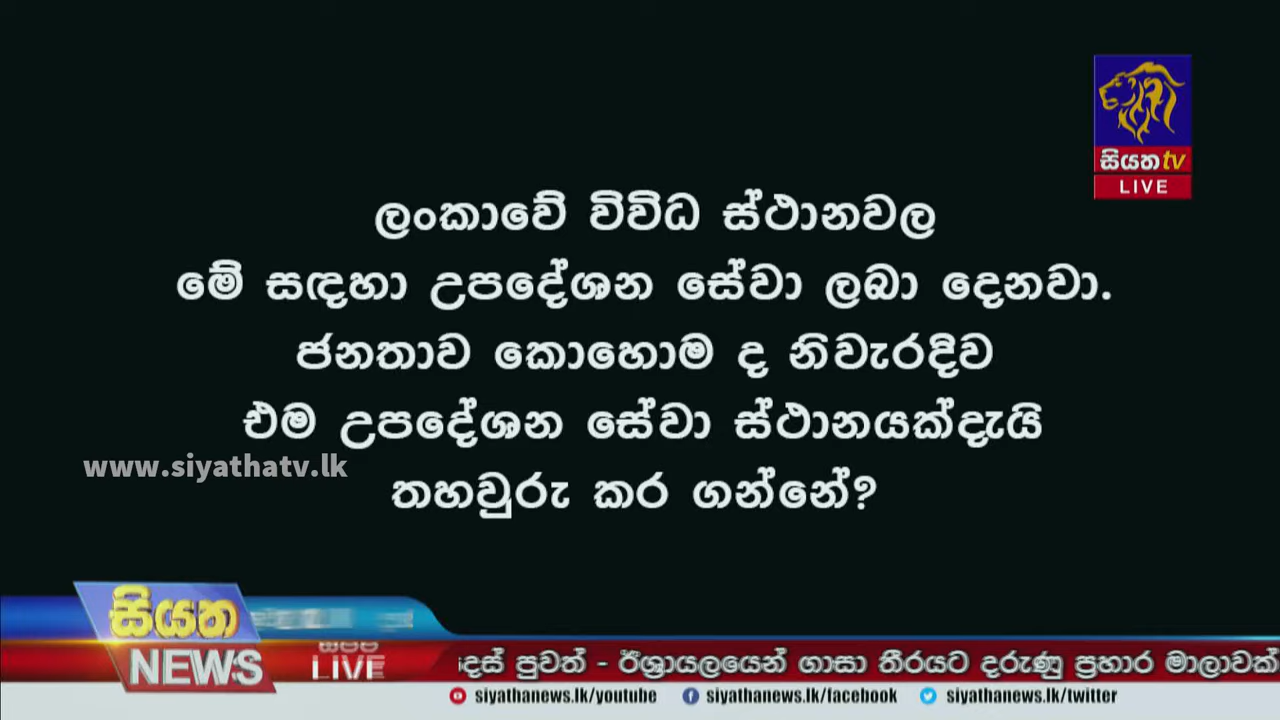 සියත tv
LIVE
ලංකාවේ විවිධ ස්ථානවල
මේ සඳහා උපදේශන සේවා ලබා දෙනවා.
ජනතාව කොහොම ද නිවැරදිව
එම උපදේශන සේවා ස්ථානයක්දැයි
www.siyathatv.lk
තහවුරු කර ගන්නේ?
සියත
NEWS
LIVE
දෙස් පුවත් - ඊශ්‍රායලයෙන් ගාසා තීරයට දරුණු ප්‍රහාර මාලාවක්
siyathanews.lk/youtube siyathanews.lk/facebook siyathanews.lk/twitter